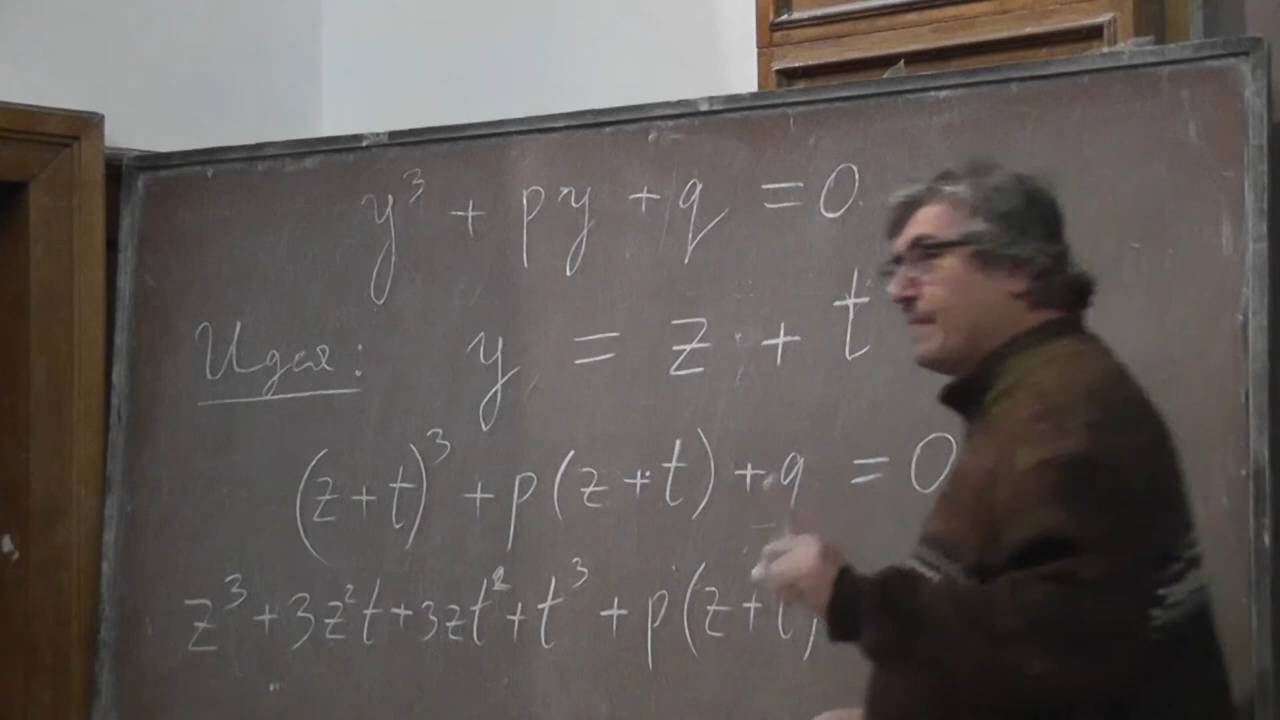 y³ + py + q = 0
Идея: y = z + t
(z+t)³ + p(z+t) + q = 0
z³ + 3z²t + 3zt² + t³ + p(z+t)